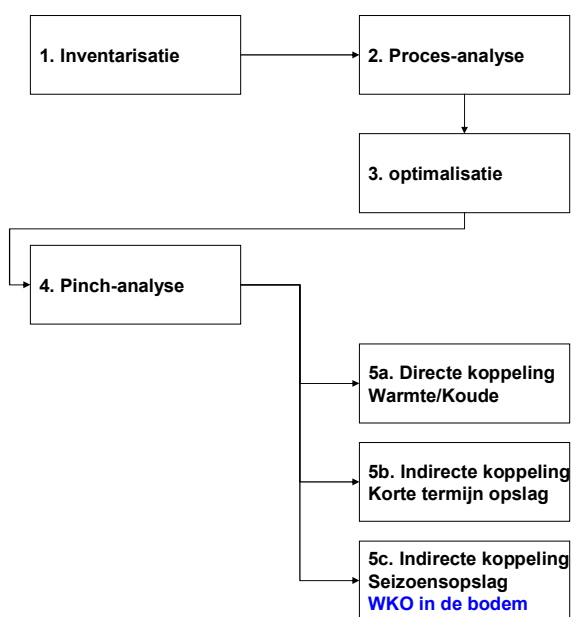 1. Inventarisatie
2. Proces-analyse
3. optimalisatie
4. Pinch-analyse
5a. Directe koppeling
Warmte/Koude
5b. Indirecte koppeling
Korte termijn opslag
5c. Indirecte koppeling
Seizoensopslag
WKO in de bodem